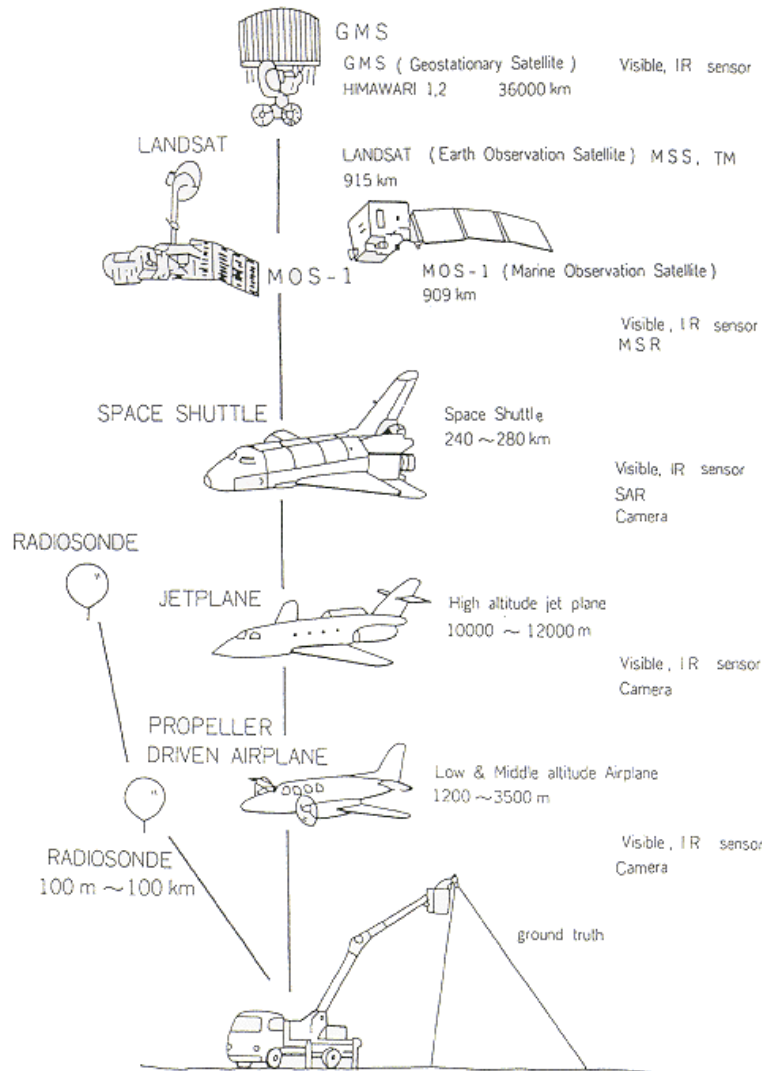 GMS
GMS ( Geostationary Satellite ) Visible, IR sensor
HIMAWARI 1,2 36000 km
LANDSAT
LANDSAT (Earth Observation Satellite) MSS, TM
915 km
MOS-1
MOS-1 (Marine Observation Satellite)
909 km
Visible, IR sensor
MSR
SPACE SHUTTLE
Space Shuttle
240 ~280 km
Visible, IR sensor
SAR
Camera
RADIOSONDE
JETPLANE
High altitude jet plane
10000 ~ 12000 m
Visible, IR sensor
Camera
PROPELLER
DRIVEN AIRPLANE
Low & Middle altitude Airplane
1200 ~3500 m
Visible, IR sensor
Camera
RADIOSONDE
100 m ~100 km
ground truth